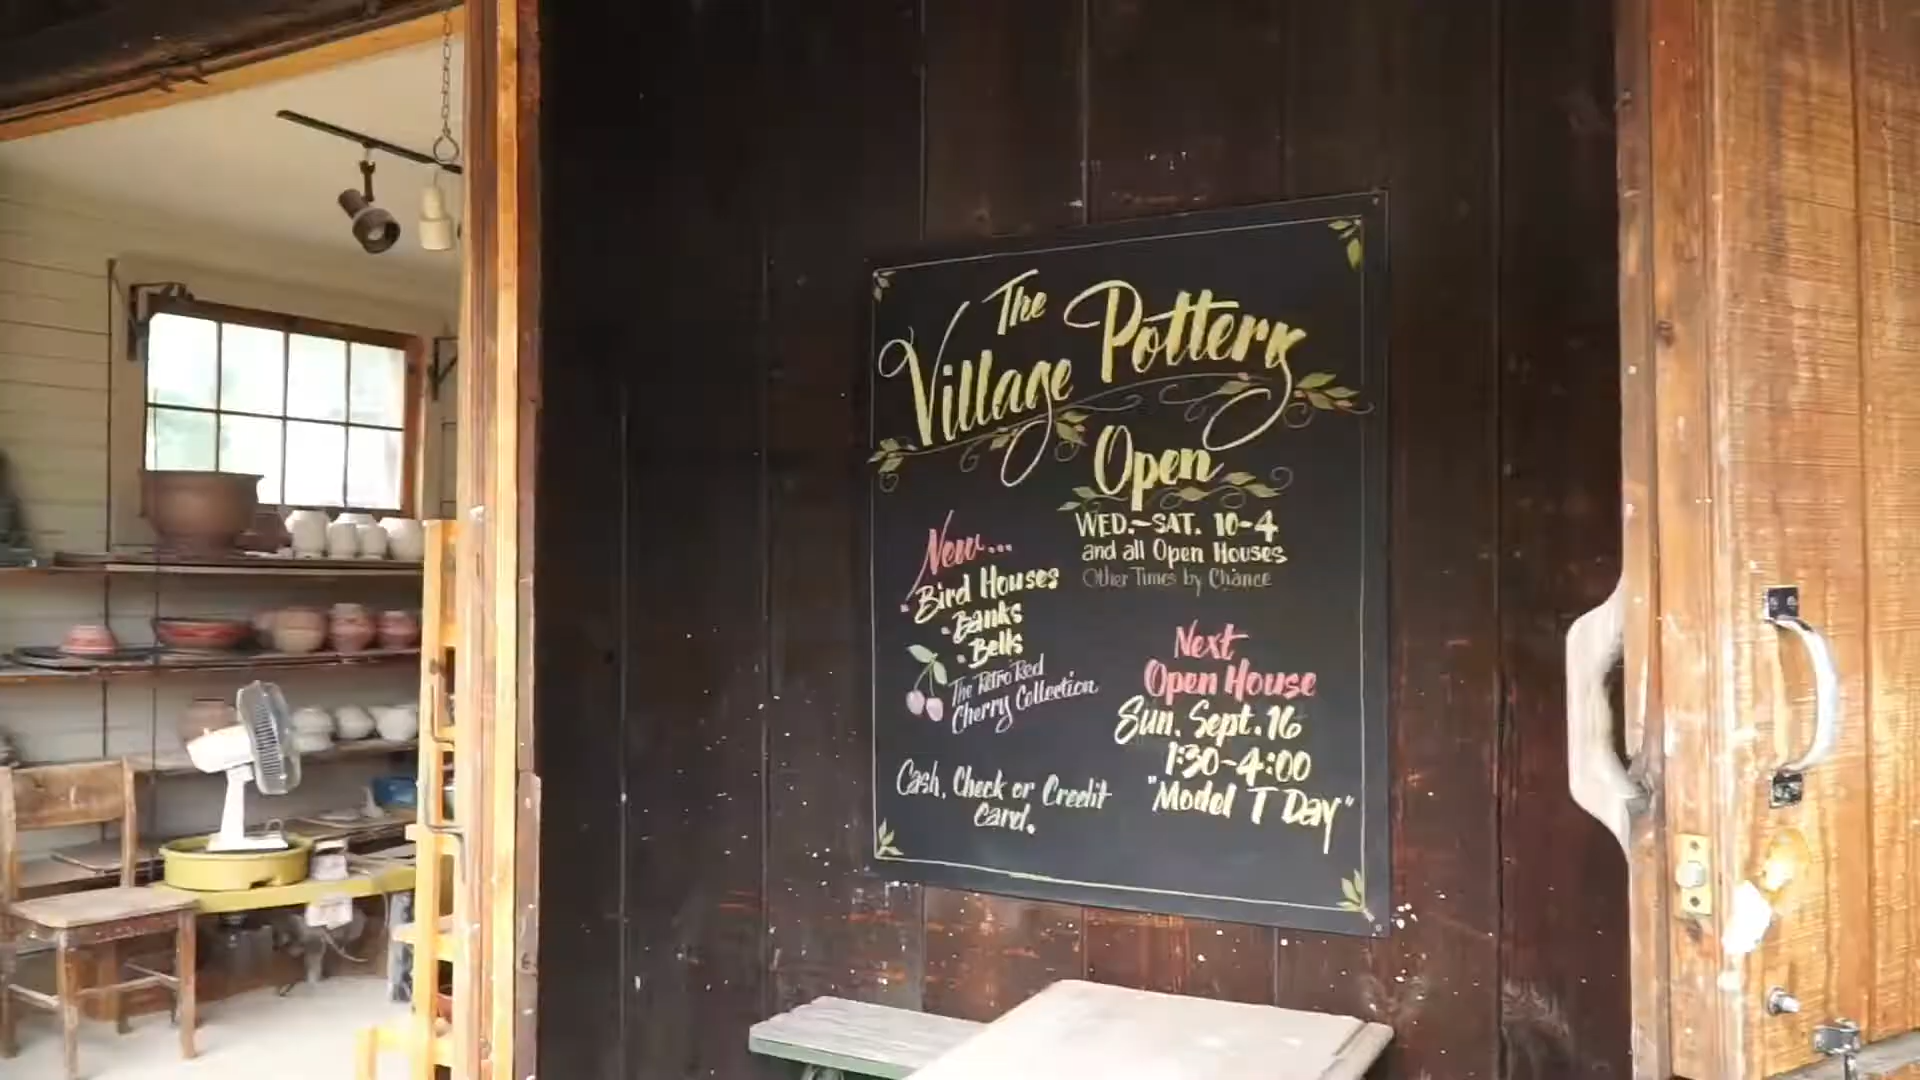 The
Village Pottery
Open
WED.-SAT. 10-4
and all Open Houses
Other Times by Chance
New...
• Bird Houses
• Banks
• Bells
The Retro Red
Cherry Collection
Next
Open House
Sun. Sept. 16
1:30-4:00
"Model T Day"
Cash, Check or Credit
Card.